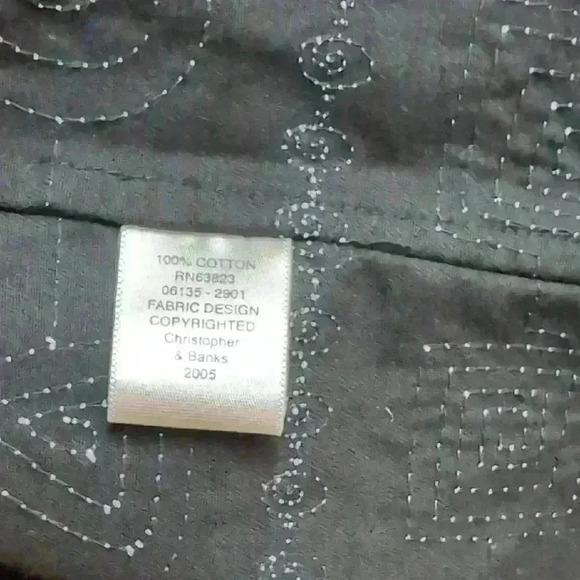 100% COTTON
RN63823
06135 - 2901
FABRIC DESIGN
COPYRIGHTED
Christopher
& Banks
2005